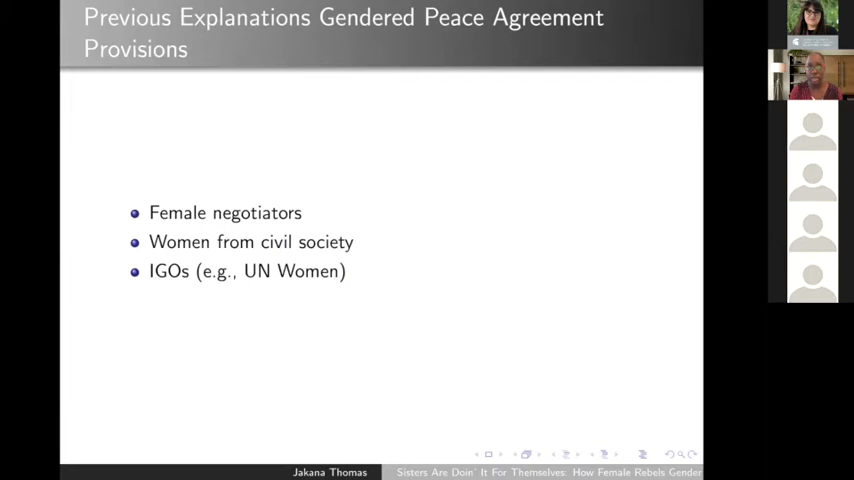 Previous Explanations Gendered Peace Agreement
Provisions
Female negotiators
Women from civil society
IGOs (e.g., UN Women)
Jakana Thomas
Sisters Are Doin' It For Themselves: How Female Rebels Gender